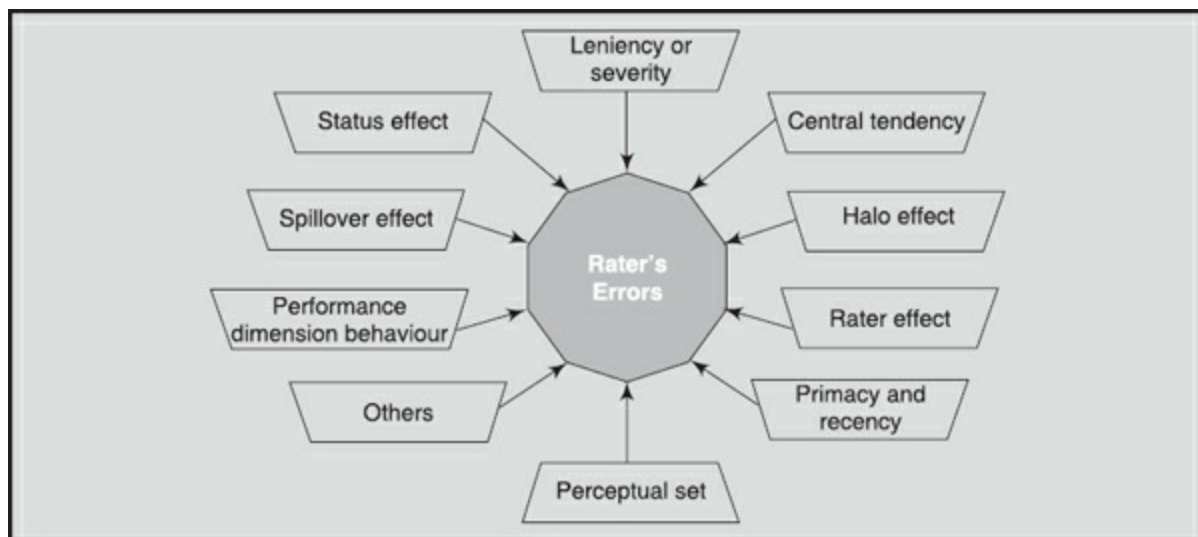 Leniency or
severity
Status effect
Central tendency
Spillover effect
Halo effect
Rater's
Errors
Performance
dimension behaviour
Rater effect
Others
Primacy and
recency
Perceptual set